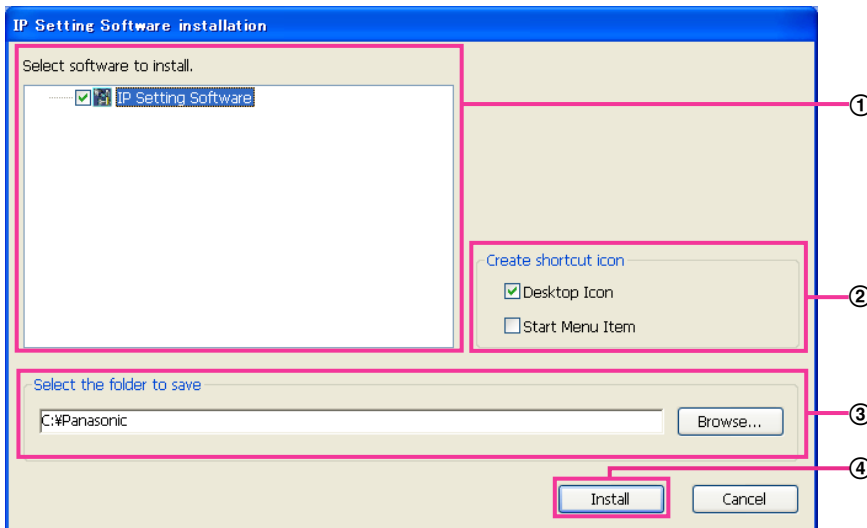 IP Setting Software installation
Select software to install.
IP Setting Software
①
Create shortcut icon
Desktop Icon
Start Menu Item
②
Select the folder to save
C:¥Panasonic
Browse...
③
④
Install
Cancel